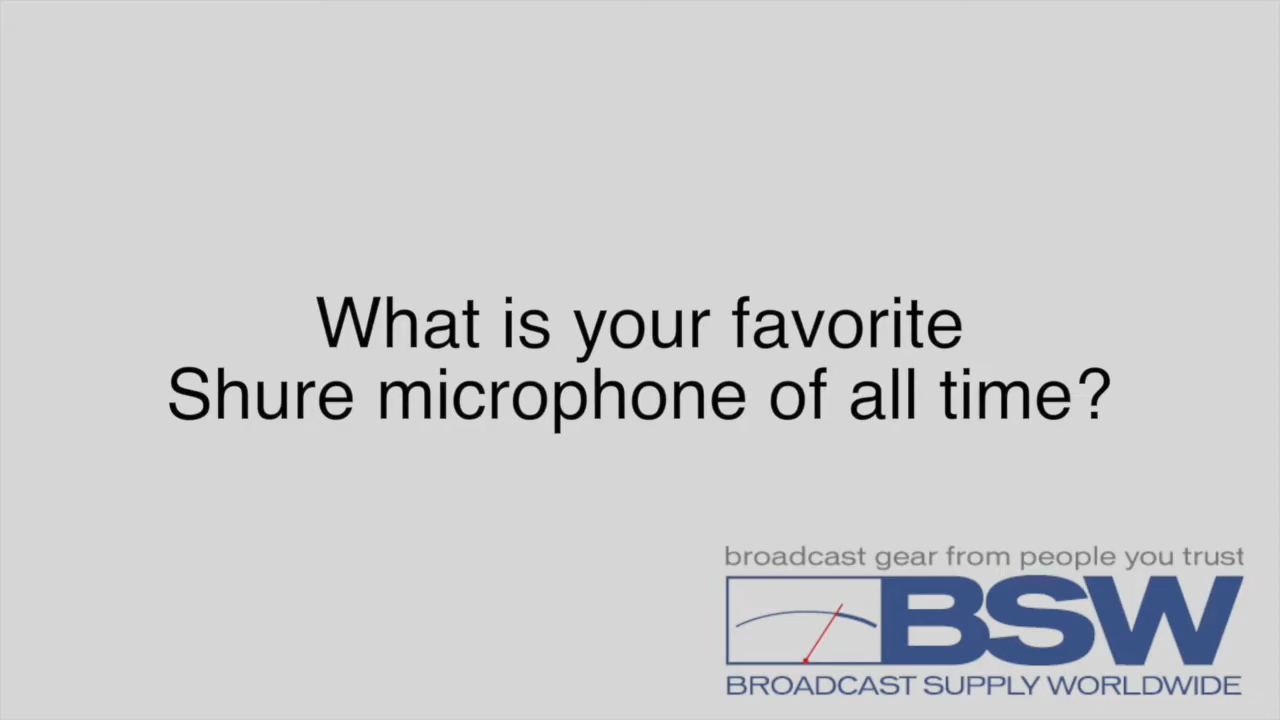 What is your favorite
Shure microphone of all time?
broadcast gear from people you trust
BSW
BROADCAST SUPPLY WORLDWIDE